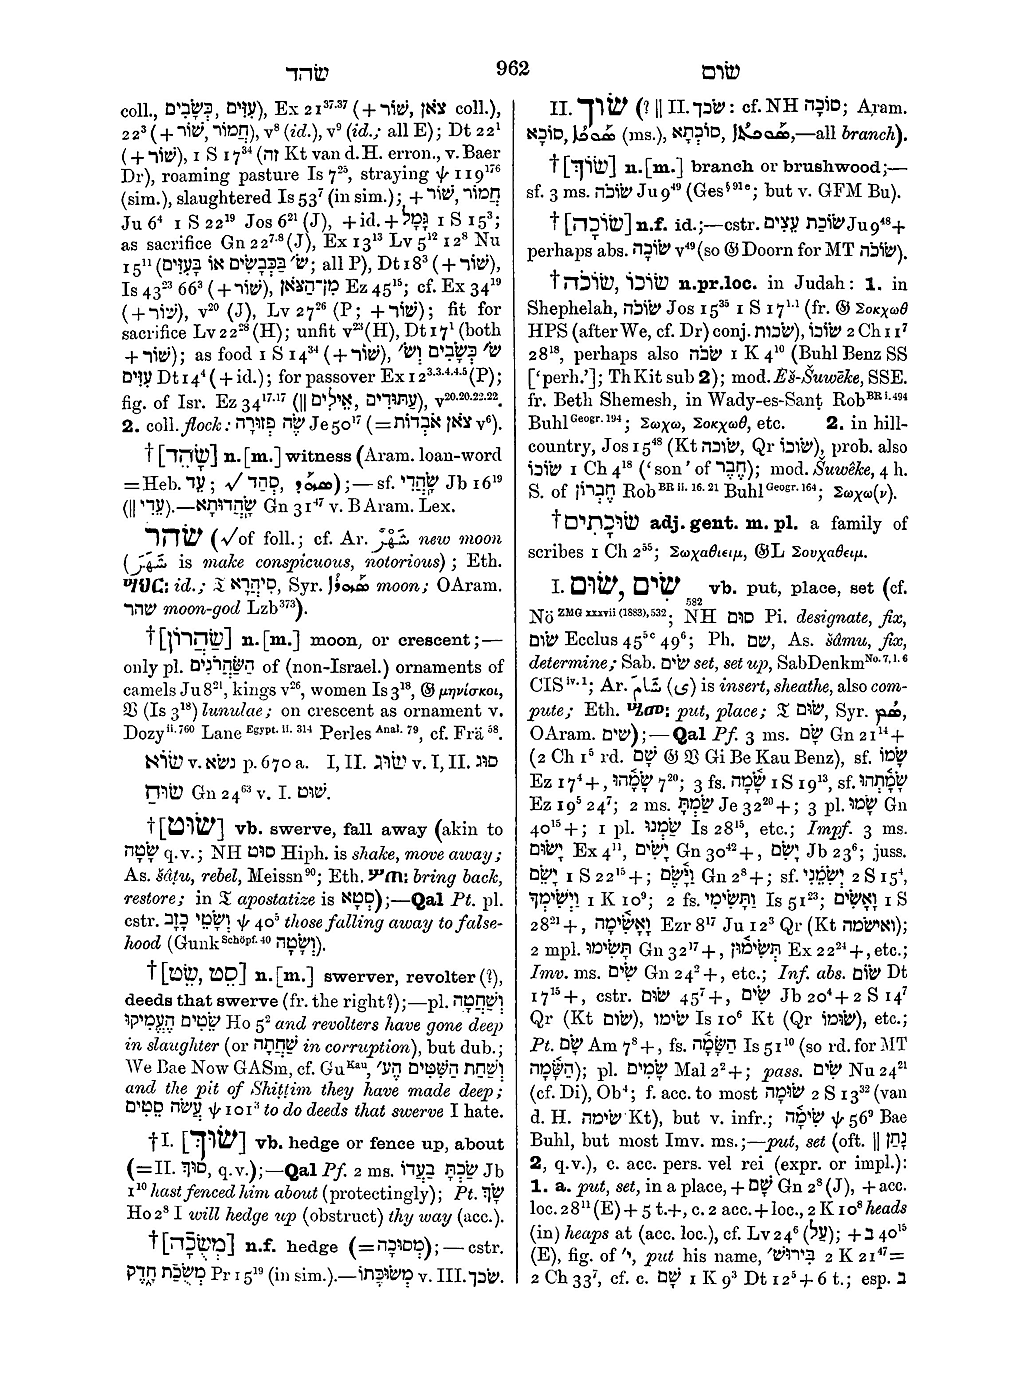 שׂהד 962 שׂום
coll., עִזִּים, כְּשָׂבִים), Ex 21³⁷·³⁷ (+ שׁוֹר, צֹאן coll.),
22³ (+ חֲמוֹר, שׁוֹר), v⁸ (id.), v⁹ (id.; all E); Dt 22¹
(+ שׁוֹר), 1 S 17³⁴ (זה Kt van d.H. erron., v. Baer
Dr), roaming pasture Is 7²⁵, straying ψ 119¹⁷⁶
(sim.), slaughtered Is 53⁷ (in sim.); + חֲמוֹר, שׁוֹר
Ju 6⁴ 1 S 22¹⁹ Jos 6²¹ (J), + id. + גָּמָל 1 S 15³;
as sacrifice Gn 22⁷·⁸ (J), Ex 13¹³ Lv 5¹² 12⁸ Nu
15¹¹ (שׂ׳ בַּכְּבָשִׂים אוֹ בָּעִזִּים; all P), Dt 18³ (+ שׁוֹר),
Is 43²³ 66³ (+ שׁוֹר), מִן־הַצֹּאן Ez 45¹⁵; cf. Ex 34¹⁹
(+ שׁוֹר), v²⁰ (J), Lv 27²⁶ (P; + שׁוֹר); fit for
sacrifice Lv 22²⁸ (H); unfit v²³ (H), Dt 17¹ (both
+ שׁוֹר); as food 1 S 14³⁴ (+ שׁוֹר), שׂ׳ כְּשָׂבִים וְשׂ׳
עִזִּים Dt 14⁴ (+ id.); for passover Ex 12³·³·⁴·⁴·⁵ (P);
fig. of Isr. Ez 34¹⁷·¹⁷ (|| עַתּוּדִים, אֵילִים), v²⁰·²⁰·²²·²².
2. coll. flock: שֶׂה פְזוּרָה Je 50¹⁷ (= צֹאן אֹבְדוֹת v⁶).
† [שָׂהֵד] n.[m.] witness (Aram. loan-word
= Heb. עֵד; √ סְהַד, ); — sf. שָׂהֲדִי Jb 16¹⁹
(|| עֵדִי). — שָׂהֲדוּתָא Gn 31⁴⁷ v. B Aram. Lex.
שׂהר (√ of foll.; cf. Ar. شَهْر new moon
(شَهَرَ is make conspicuous, notorious); Eth.
id.; 𝔗 סִיהֲרָא, Syr. moon; OAram.
שהר moon-god Lzb³⁷³).
† [שַׂהֲרוֹן] n.[m.] moon, or crescent; —
only pl. הַשַּׂהֲרֹנִים of (non-Israel.) ornaments of
camels Ju 8²¹, kings v²⁶, women Is 3¹⁸, 𝔊 μηνίσκοι,
𝔙 (Is 3¹⁸) lunulae; on crescent as ornament v.
Dozy ii. 760 Lane Egypt. ii. 314 Perles Anal. 79, cf. Frä ⁵⁸.
שׂוֹא v. נשׂא p. 670 a. I, II. שׂוּג v. I, II. סוג
שׂוּחַ Gn 24⁶³ v. I. שׁוט.
† [שׂוּט] vb. swerve, fall away (akin to
שָׂטָה q.v.; NH סוט Hiph. is shake, move away;
As. šâṭu, rebel, Meissn⁹⁰; Eth. bring back,
restore; in 𝔗 apostatize is סְטָא); — Qal Pt. pl.
cstr. וְשָׂטֵי כָזָב ψ 40⁵ those falling away to false-
hood (Gunk Schöpf. 40 וְשָׂטָה).
† [סֵט, שֵׂט] n.[m.] swerver, revolter (?),
deeds that swerve (fr. the right?); — pl. וְשַׁחֲטָה
שֵׂטִים הֶעְמִיקוּ Ho 5² and revolters have gone deep
in slaughter (or שַׁחֲתָה in corruption), but dub.;
We Bae Now GASm, cf. Gu Kau, וְשַׁחַת הַשִּׁטִּים הע׳
and the pit of Shiṭṭim they have made deep;
עֲשֹׂה סֵטִים ψ 101³ to do deeds that swerve I hate.
† I. [שׂוּךְ] vb. hedge or fence up, about
(= II. סוּךְ, q.v.); — Qal Pf. 2 ms. שַׂכְתָּ בַעֲדוֹ Jb
1¹⁰ hast fenced him about (protectingly); Pt. שָׂךְ
Ho 2⁸ I will hedge up (obstruct) thy way (acc.).
† [מְשֻׂכָה] n.f. hedge (= מְסוּכָה); — cstr.
מְשֻׂכַת חָדֶק Pr 15¹⁹ (in sim.). — מְשׂוּכָּתוֹ v. III. שׂכך.
II. שׂוֹךְ (? || II. שׂכך: cf. NH סוֹכָה; Aram.
סוֹכָא, (ms.), סוֹכְתָא, , — all branch).
† [שׂוֹךְ] n.[m.] branch or brushwood; —
sf. 3 ms. שׂוֹכֹה Ju 9⁴⁹ (Ges § 91 e; but v. GFM Bu).
† [שׂוֹכָה] n.f. id.; — cstr. שׂוֹכַת עֵצִים Ju 9⁴⁸ +
perhaps abs. שׂוֹכָה v⁴⁹ (so 𝔊 Doorn for MT שׂוֹכֹה).
† שׂוֹכֹה, שׂוֹכוֹ n.pr.loc. in Judah: 1. in
Shephelah, שׂוֹכֹה Jos 15³⁵ 1 S 17¹·¹ (fr. 𝔊 Σοκχωθ
HPS (after We, cf. Dr) conj. שׂכות), שׂוֹכוֹ 2 Ch 11⁷
28¹⁸, perhaps also שׂכֹה 1 K 4¹⁰ (Buhl Benz SS
[‘perh.’]; ThKit sub 2); mod. Ěš-Šuwēke, SSE.
fr. Beth Shemesh, in Wady-es-Sanṭ Rob BR i. 494
Buhl Geogr. 194; Σωχω, Σοκχωθ, etc. 2. in hill-
country, Jos 15⁴⁸ (Kt שׂוכה, Qr שׂוֹכוֹ), prob. also
שׂוֹכוֹ 1 Ch 4¹⁸ (‘son’ of חֶבֶר); mod. Šuwêke, 4 h.
S. of חֶבְרוֹן Rob BR ii. 16. 21 Buhl Geogr. 164; Σωχω(ν).
† שׂוּכָתִים adj. gent. m. pl. a family of
scribes 1 Ch 2⁵⁵; Σωχαθιειμ, 𝔊L Σουχαθειμ.
I. שׂוּם, שִׂים ₅₈₂ vb. put, place, set (cf.
Nö ZMG xxxvii (1883), 532; NH סום Pi. designate, fix,
שׂום Ecclus 45⁵ᶜ 49⁶; Ph. שם, As. šâmu, fix,
determine; Sab. שׂים set, set up, SabDenkm No. 7, l. 6
CIS iv. 1; Ar. شَامَ (ي) is insert, sheathe, also com-
pute; Eth. put, place; 𝔗 שׂוּם, Syr. ,
OAram. שׂים); — Qal Pf. 3 ms. שָׂם Gn 21¹⁴ +
(2 Ch 1⁵ rd. שָׁם 𝔊 𝔙 Gi Be Kau Benz), sf. שָׂמוֹ
Ez 17⁴ +, שָׂמָהוּ 7²⁰; 3 fs. שָׂמָה 1 S 19¹³, sf. שָׂמַתְהוּ
Ez 19⁵ 24⁷; 2 ms. שַׂמְתָּ Je 32²⁰ +; 3 pl. שָׂמוּ Gn
40¹⁵ +; 1 pl. שַׂמְנוּ Is 28¹⁵, etc.; Impf. 3 ms.
יָשׂוּם Ex 4¹¹, יָשִׂים Gn 30⁴² +, יָשִׂם Jb 23⁶; juss.
יָשֵׂם 1 S 22¹⁵ +; וַיָּשֶׂם Gn 2⁸ +; sf. יְשִׂמֵנִי 2 S 15⁴,
וִישִׂימְךָ 1 K 10⁹; 2 fs. וַתָּשִׂימִי Is 51²³; וָאָשִׂים 1 S
28²¹ +, וָאָשִׂימָה Ezr 8¹⁷ Ju 12³ Qr (Kt ואישמה);
2 mpl. תָּשִׂימוּ Gn 32¹⁷ +, תְּשִׂימוּן Ex 22²⁴ +, etc.;
Imv. ms. שִׂים Gn 24² +, etc.; Inf. abs. שׂוֹם Dt
17¹⁵ +, cstr. שׂוּם 45⁷ +, שִׂים Jb 20⁴ + 2 S 14⁷
Qr (Kt שׂום), שִׂימוּ Is 10⁶ Kt (Qr שׂוּמוֹ), etc.;
Pt. שָׂם Am 7⁸ +, fs. הַשָּׂמָה Is 51¹⁰ (so rd. for MT
הַשָּׂמָה); pl. שָׂמִים Mal 2² +; pass. שִׂים Nu 24²¹
(cf. Di), Ob⁴; f. acc. to most שׂוּמָה 2 S 13³² (van
d. H. שׂימה Kt), but v. infr.; שִׂימָה ψ 56⁹ Bae
Buhl, but most Imv. ms.; — put, set (oft. || נָתַן
2, q.v.), c. acc. pers. vel rei (expr. or impl.):
1. a. put, set, in a place, + שָׁם Gn 2⁸ (J), + acc.
loc. 28¹¹ (E) + 5 t. +, c. 2 acc. + loc., 2 K 10⁸ heads
(in) heaps at (acc. loc.), cf. Lv 24⁶ (עַל); + בְּ 40¹⁵
(E), fig. of י׳, put his name, בִּירוּשׁ׳ 2 K 21⁴·⁷ =
2 Ch 33⁷, cf. c. שָׁם 1 K 9³ Dt 12⁵ + 6 t.; esp. ב